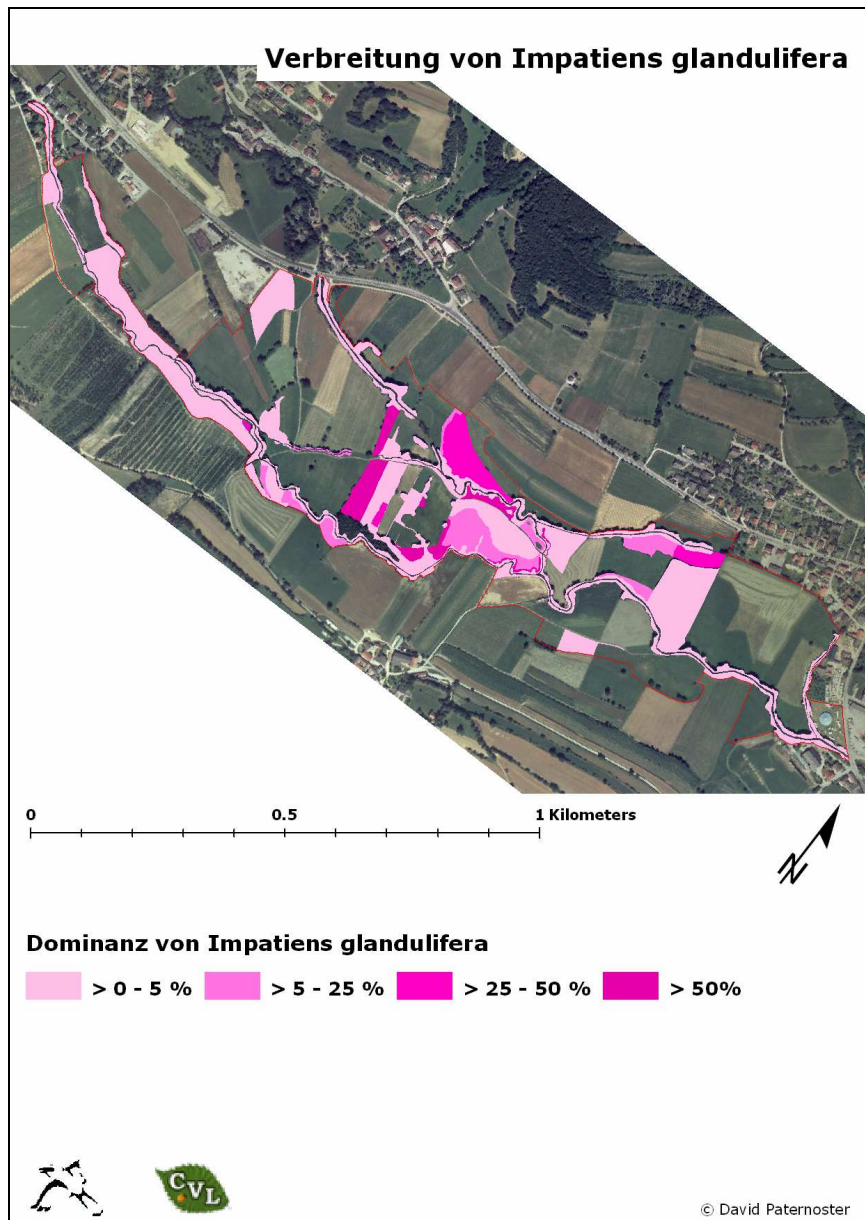 Verbreitung von Impatiens glandulifera
0 0.5 1 Kilometers
N
Dominanz von Impatiens glandulifera
> 0 - 5 % > 5 - 25 % > 25 - 50 % > 50%
CVL
© David Paternoster